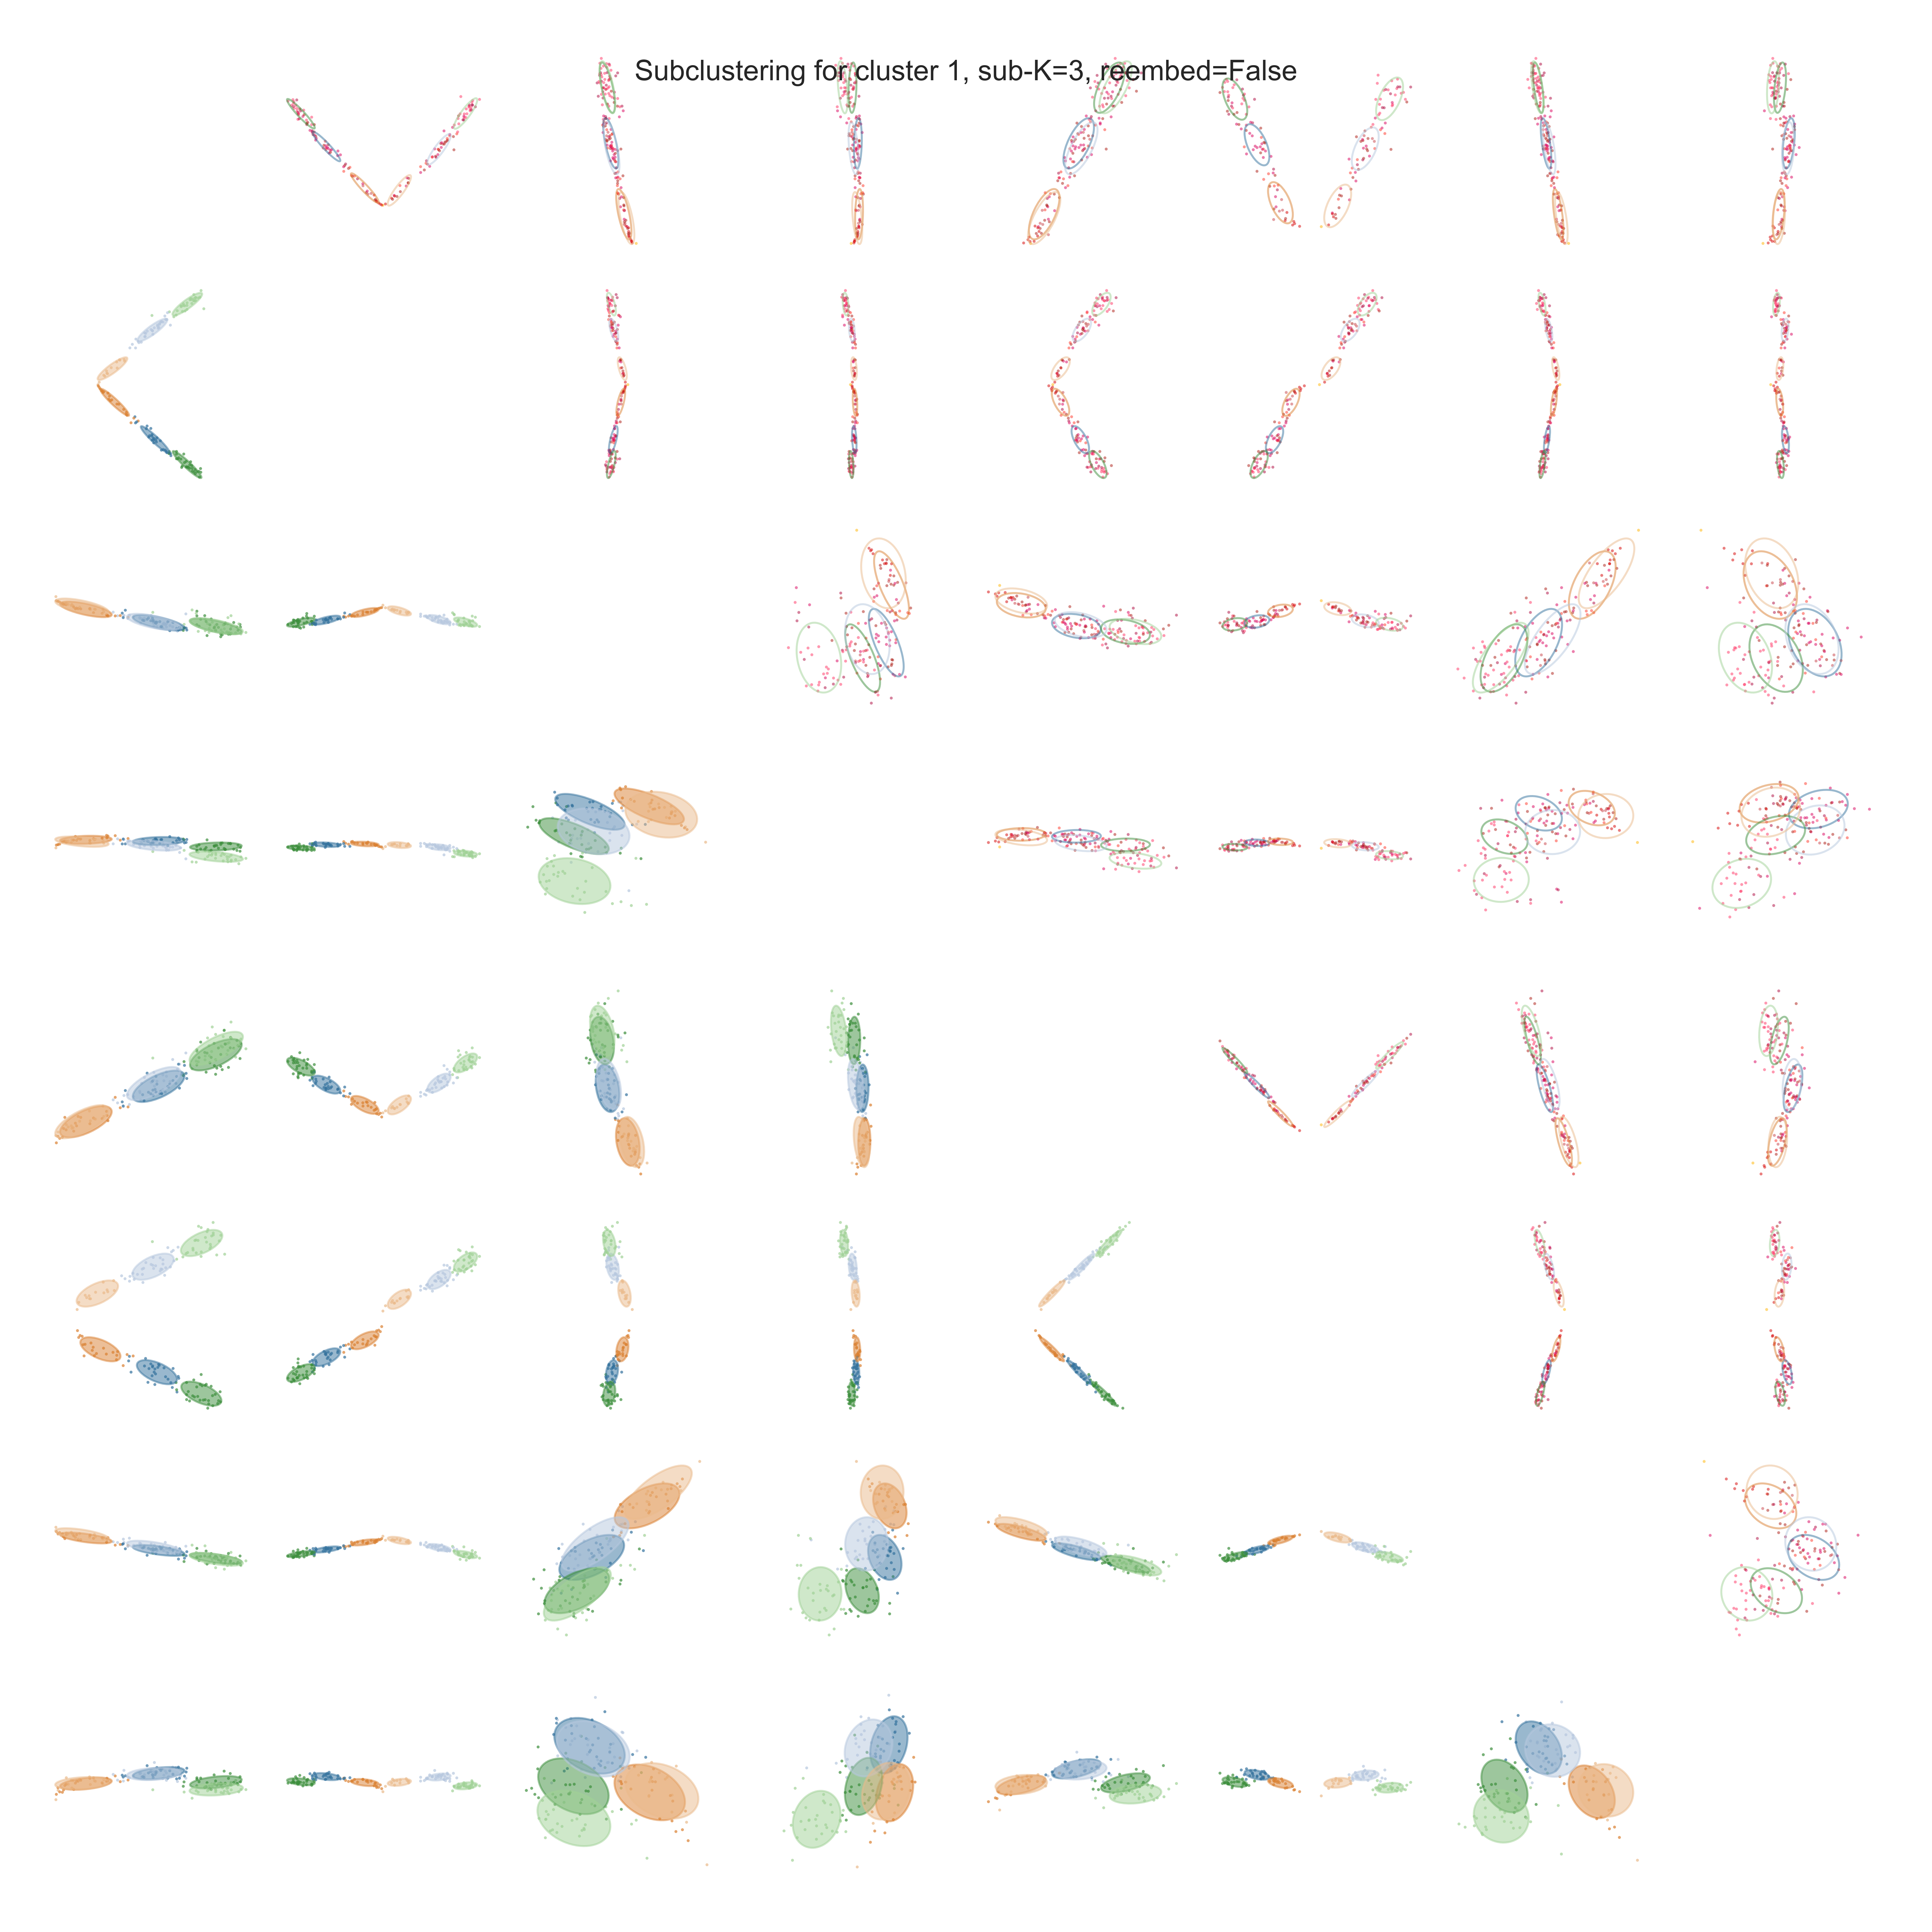 Subclustering for cluster 1, sub-K=3, reembed=False